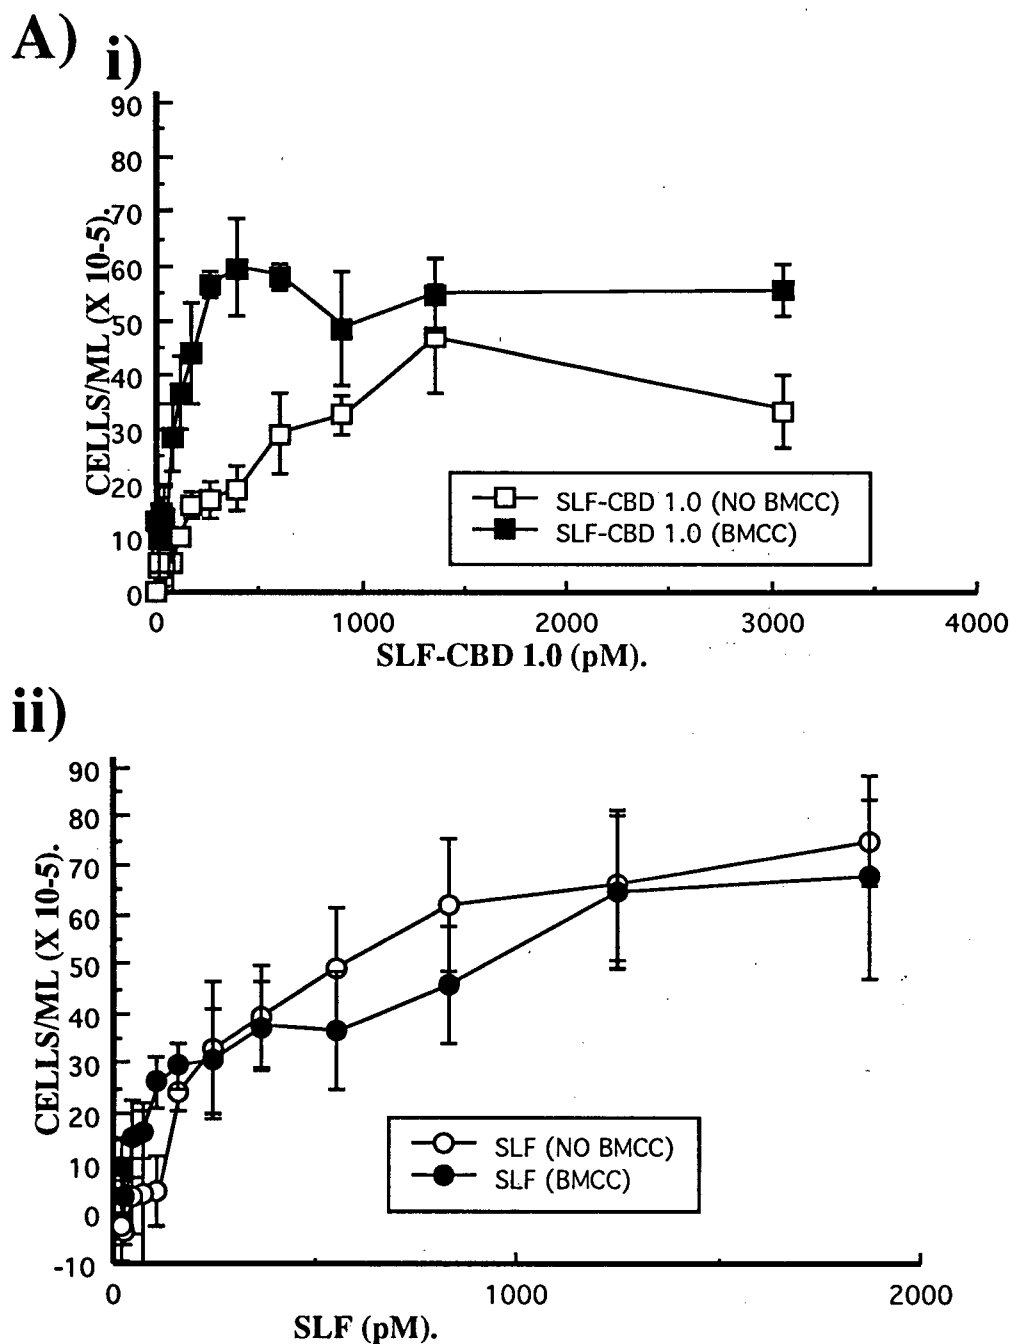 A)
i)
90
80
70
60
50
40
30
20
10
0
CELLS/ML (X 10-5).
SLF-CBD 1.0 (NO BMCC)
SLF-CBD 1.0 (BMCC)
0 1000 2000 3000 4000
SLF-CBD 1.0 (pM).
ii)
90
80
70
60
50
40
30
20
10
0
-10
CELLS/ML (X 10-5).
SLF (NO BMCC)
SLF (BMCC)
0 1000 2000
SLF (pM).